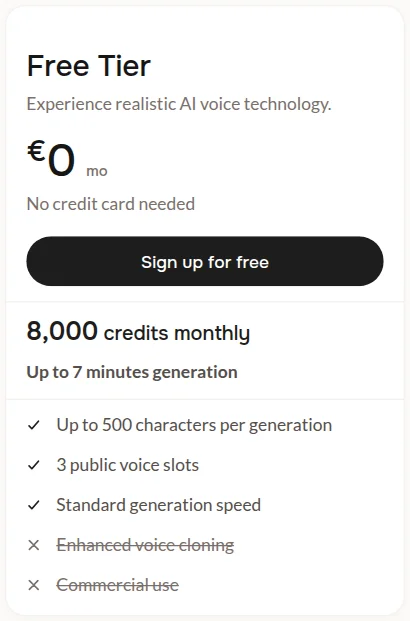 Free Tier
Experience realistic AI voice technology.
€0 mo
No credit card needed
Sign up for free
8,000 credits monthly
Up to 7 minutes generation
Up to 500 characters per generation
3 public voice slots
Standard generation speed
Enhanced voice cloning
Commercial use